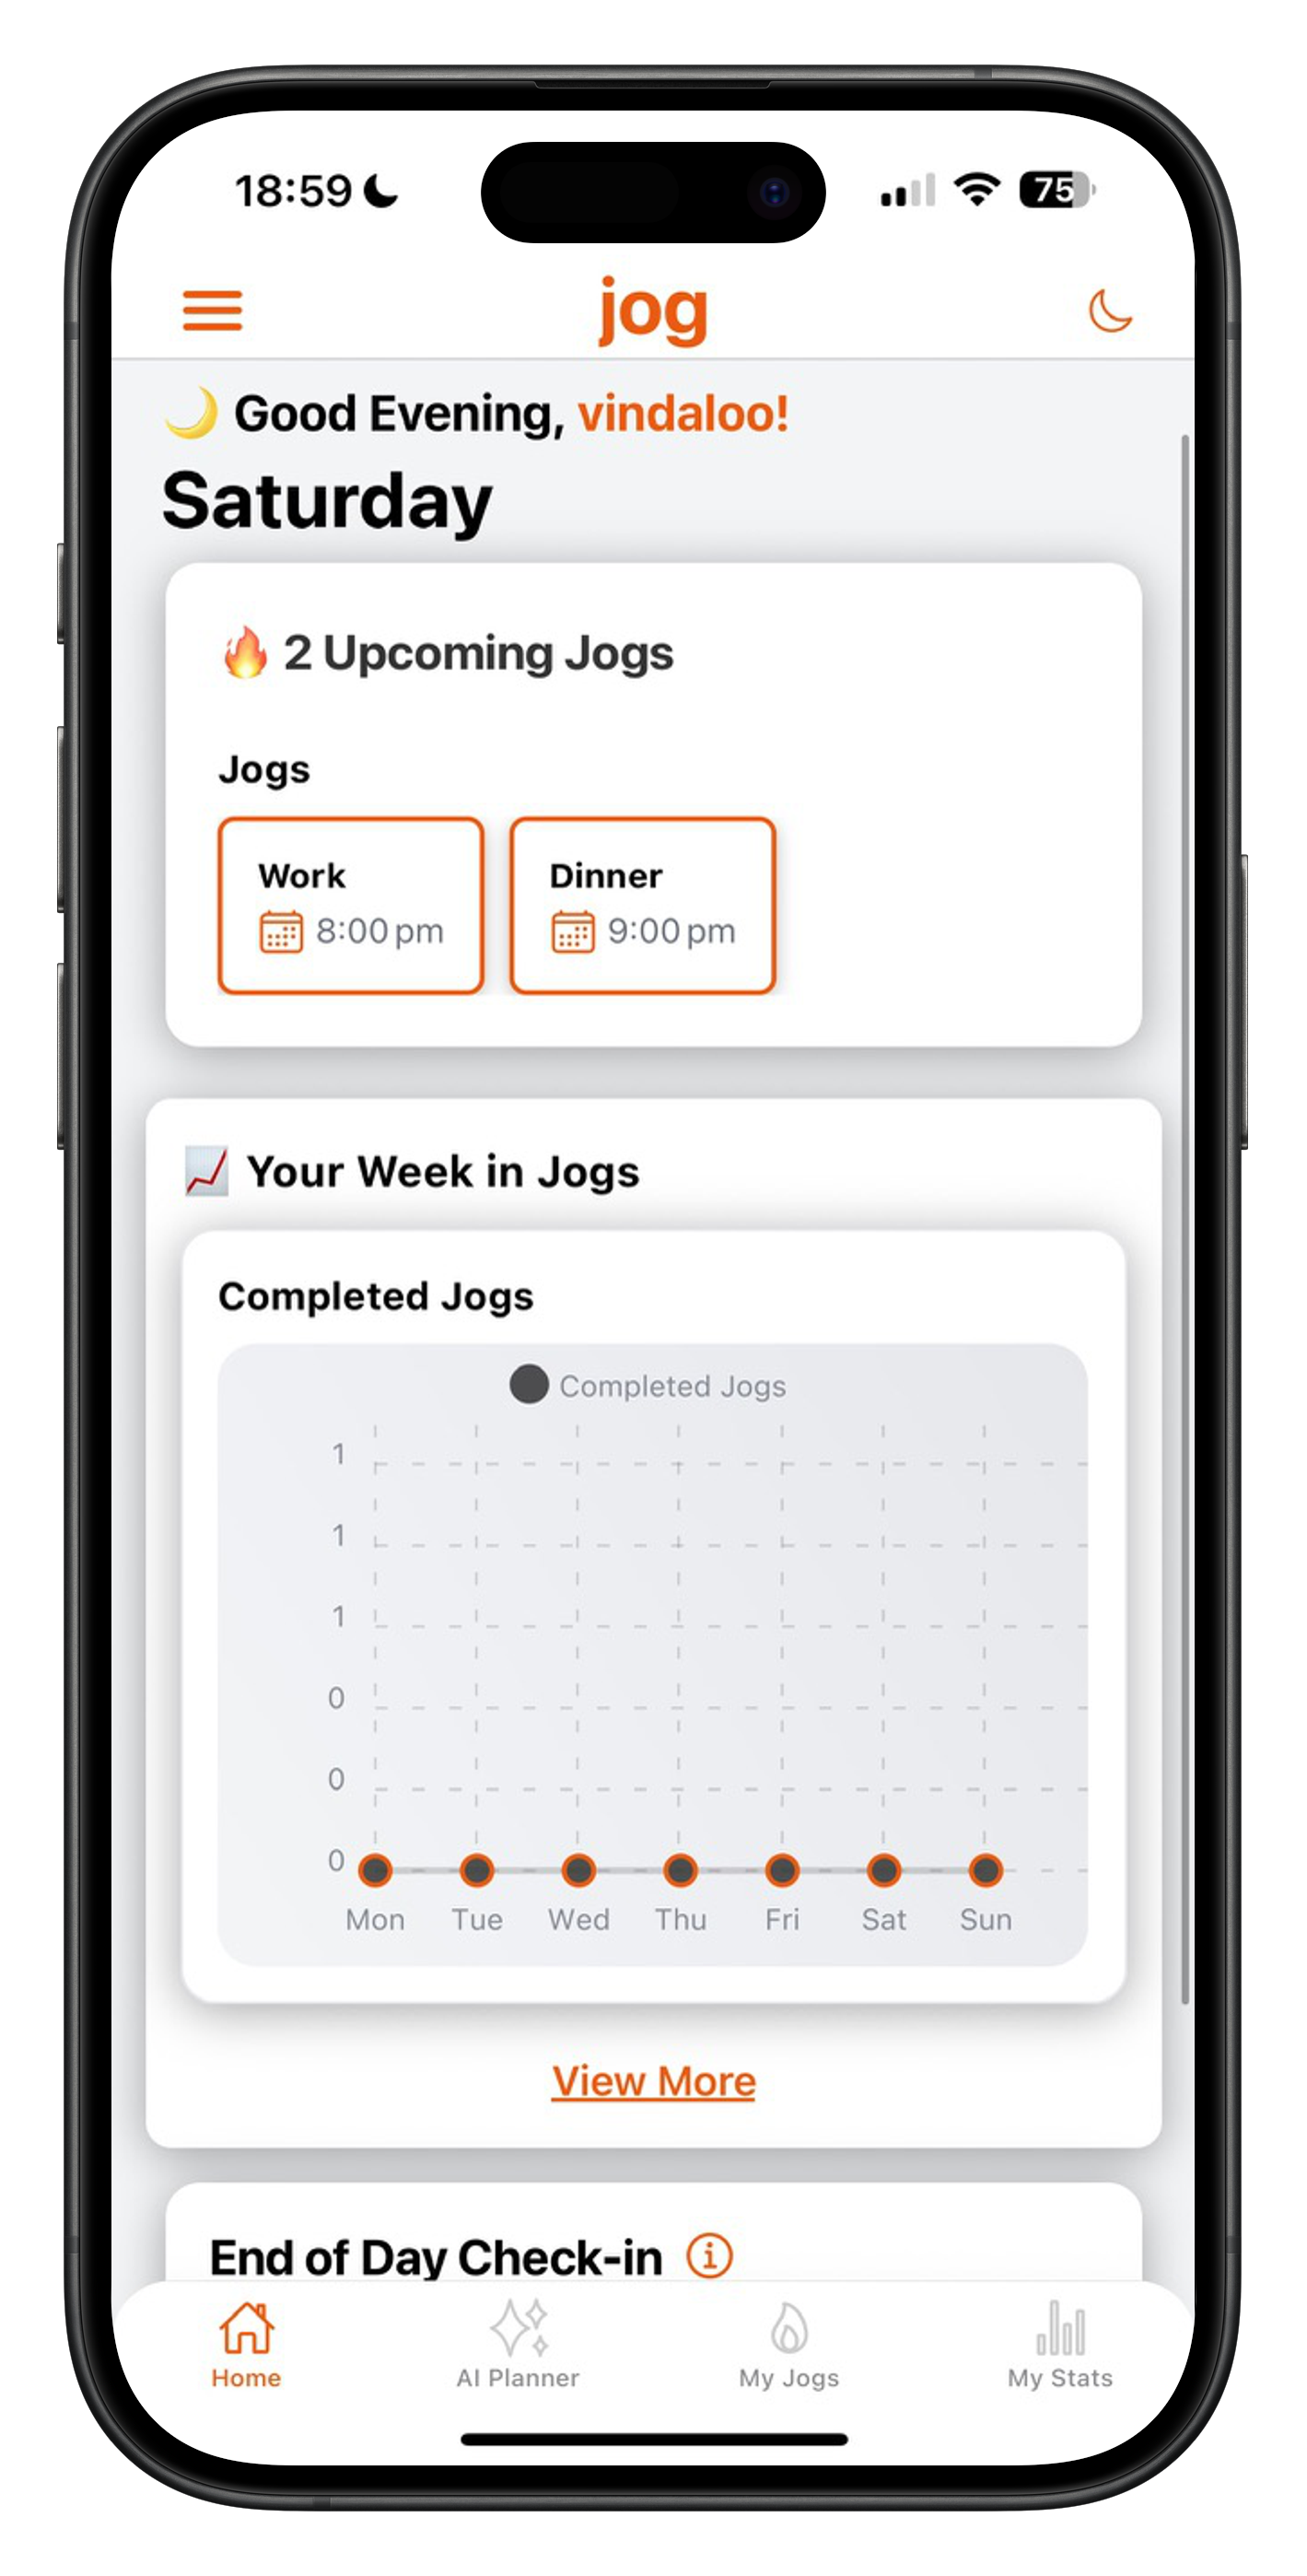 18:59
75
jog
Good Evening, vindaloo!
Saturday
2 Upcoming Jogs
Jogs
Work
8:00 pm
Dinner
9:00 pm
Your Week in Jogs
Completed Jogs
Completed Jogs
1
1
1
0
0
0
Mon Tue Wed Thu Fri Sat Sun
View More
End of Day Check-in
Home AI Planner My Jogs My Stats